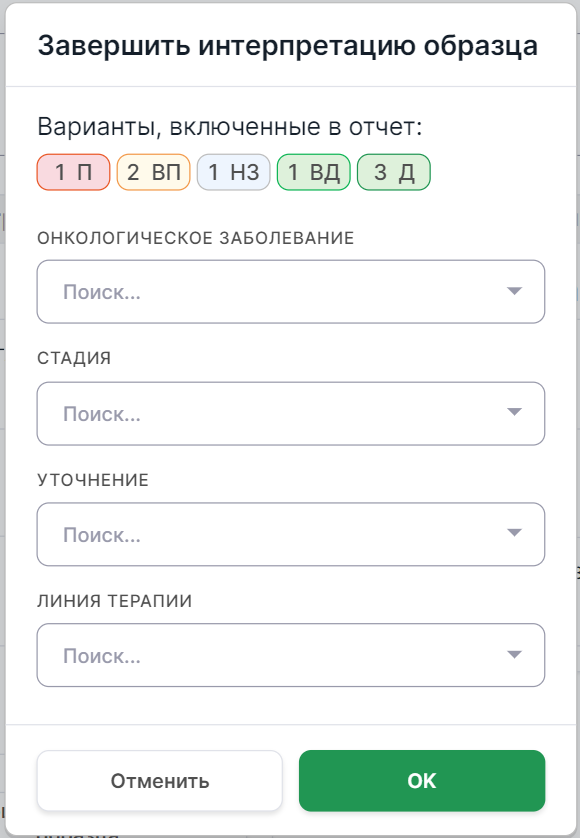 Завершить интерпретацию образца
Варианты, включенные в отчет:
1 П 2 ВП 1 НЗ 1 ВД 3 Д
ОНКОЛОГИЧЕСКОЕ ЗАБОЛЕВАНИЕ
Поиск...
СТАДИЯ
Поиск...
УТОЧНЕНИЕ
Поиск...
ЛИНИЯ ТЕРАПИИ
Поиск...
Отменить ОК